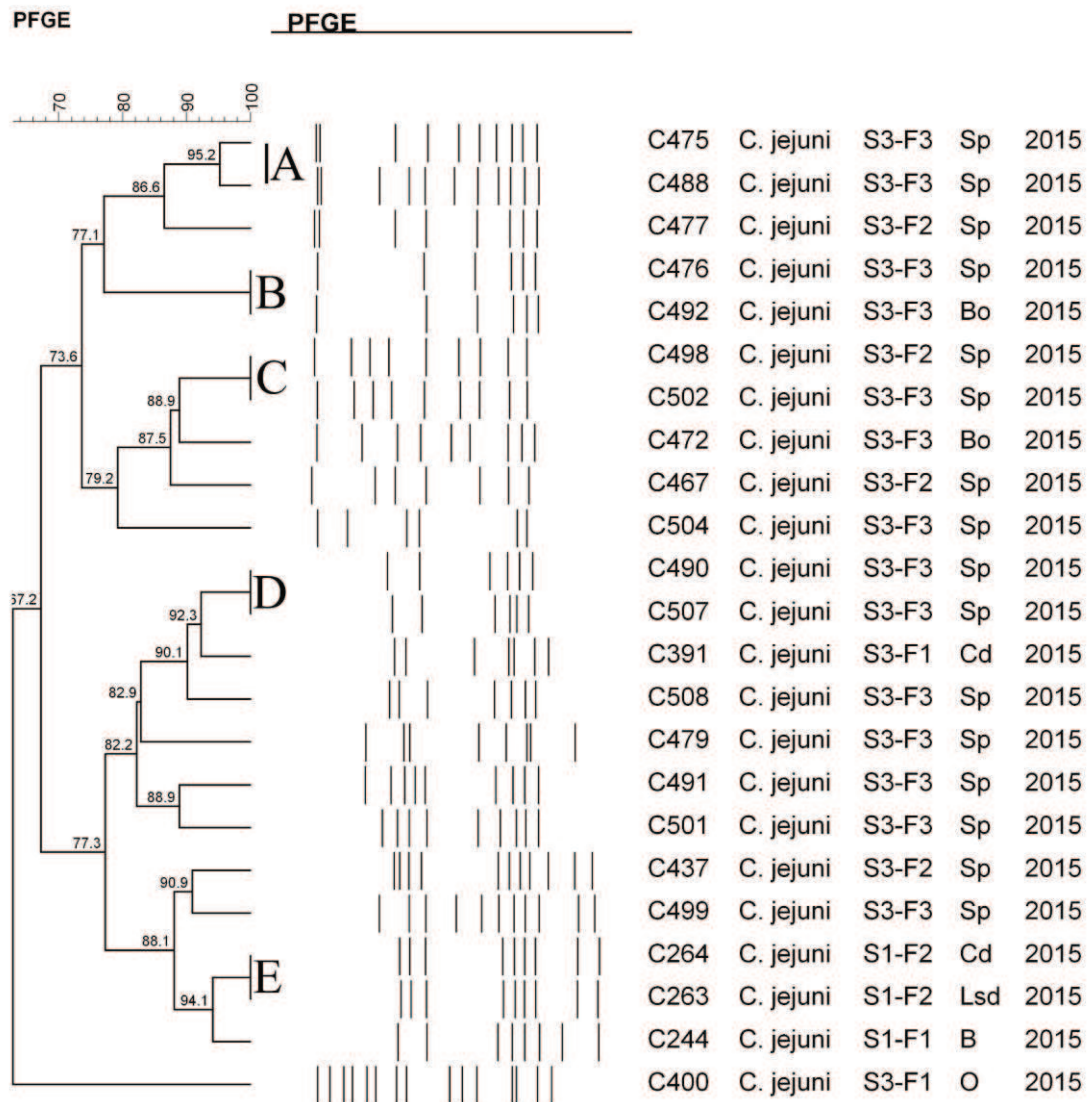 PFGE PFGE
70 80 90 100
C475 C. jejuni S3-F3 Sp 2015
95.2 A
C488 C. jejuni S3-F3 Sp 2015
86.6
C477 C. jejuni S3-F2 Sp 2015
77.1
C476 C. jejuni S3-F3 Sp 2015
B
C492 C. jejuni S3-F3 Bo 2015
73.6 C498 C. jejuni S3-F2 Sp 2015
C
C502 C. jejuni S3-F3 Sp 2015
88.9
87.5 C472 C. jejuni S3-F3 Bo 2015
79.2 C467 C. jejuni S3-F2 Sp 2015
C504 C. jejuni S3-F3 Sp 2015
C490 C. jejuni S3-F3 Sp 2015
67.2 D
92.3 C507 C. jejuni S3-F3 Sp 2015
90.1 C391 C. jejuni S3-F1 Cd 2015
82.9 C508 C. jejuni S3-F3 Sp 2015
82.2 C479 C. jejuni S3-F3 Sp 2015
C491 C. jejuni S3-F3 Sp 2015
88.9
77.3 C501 C. jejuni S3-F3 Sp 2015
C437 C. jejuni S3-F2 Sp 2015
90.9
C499 C. jejuni S3-F3 Sp 2015
88.1
C264 C. jejuni S1-F2 Cd 2015
E
94.1 C263 C. jejuni S1-F2 Lsd 2015
C244 C. jejuni S1-F1 B 2015
C400 C. jejuni S3-F1 O 2015